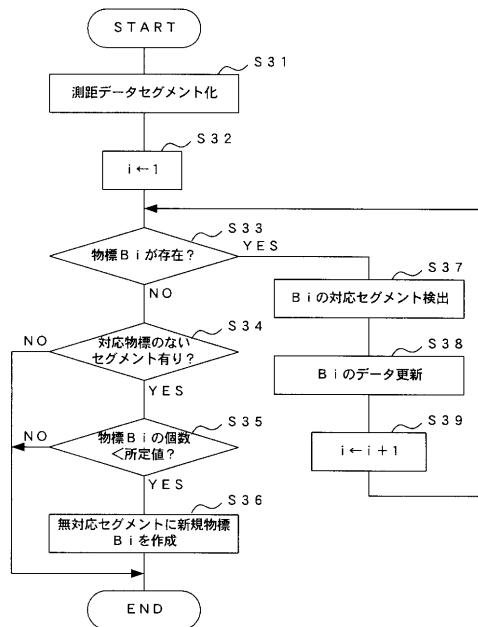 START
S31
測距データセグメント化
S32
i←1
S33
物標Biが存在?
YES
NO
S37
Biの対応セグメント検出
S34
対応物標のない
セグメント有り?
NO
YES
S38
Biのデータ更新
S35
物標Biの個数
<所定値?
NO
YES
S39
i←i+1
S36
無対応セグメントに新規物標
Biを作成
END